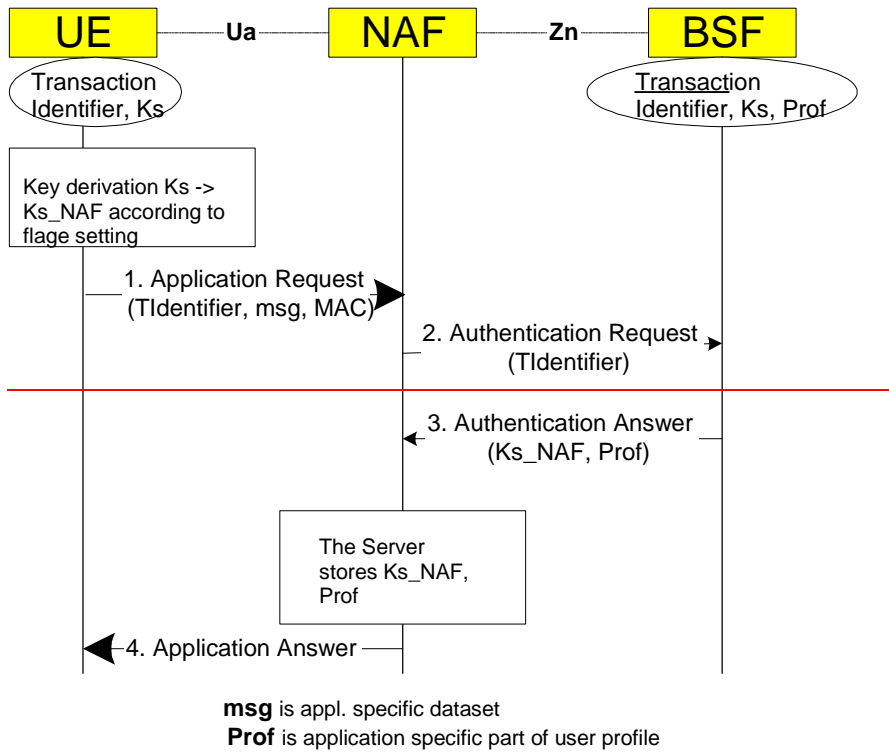 UE Ua NAF Zn BSF
Transaction
Identifier, Ks
Transaction
Identifier, Ks, Prof
Key derivation Ks ->
Ks_NAF according to
flage setting
1. Application Request
(TIdentifier, msg, MAC)
2. Authentication Request
(TIdentifier)
3. Authentication Answer
(Ks_NAF, Prof)
The Server
stores Ks_NAF,
Prof
4. Application Answer
msg is appl. specific dataset
Prof is application specific part of user profile